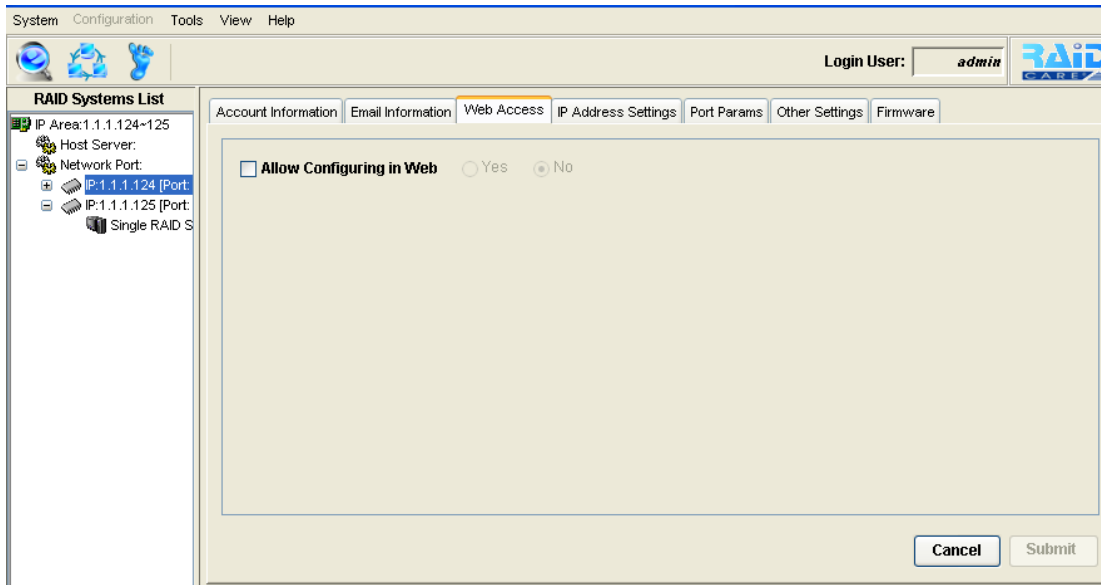 System Configuration Tools View Help
Login User: admin
RAID
CARE
RAID Systems List
IP Area:1.1.1.124~125
Host Server:
Network Port:
IP:1.1.1.124 [Port:
IP:1.1.1.125 [Port:
Single RAID S
Account Information Email Information Web Access IP Address Settings Port Params Other Settings Firmware
Allow Configuring in Web Yes No
Cancel Submit